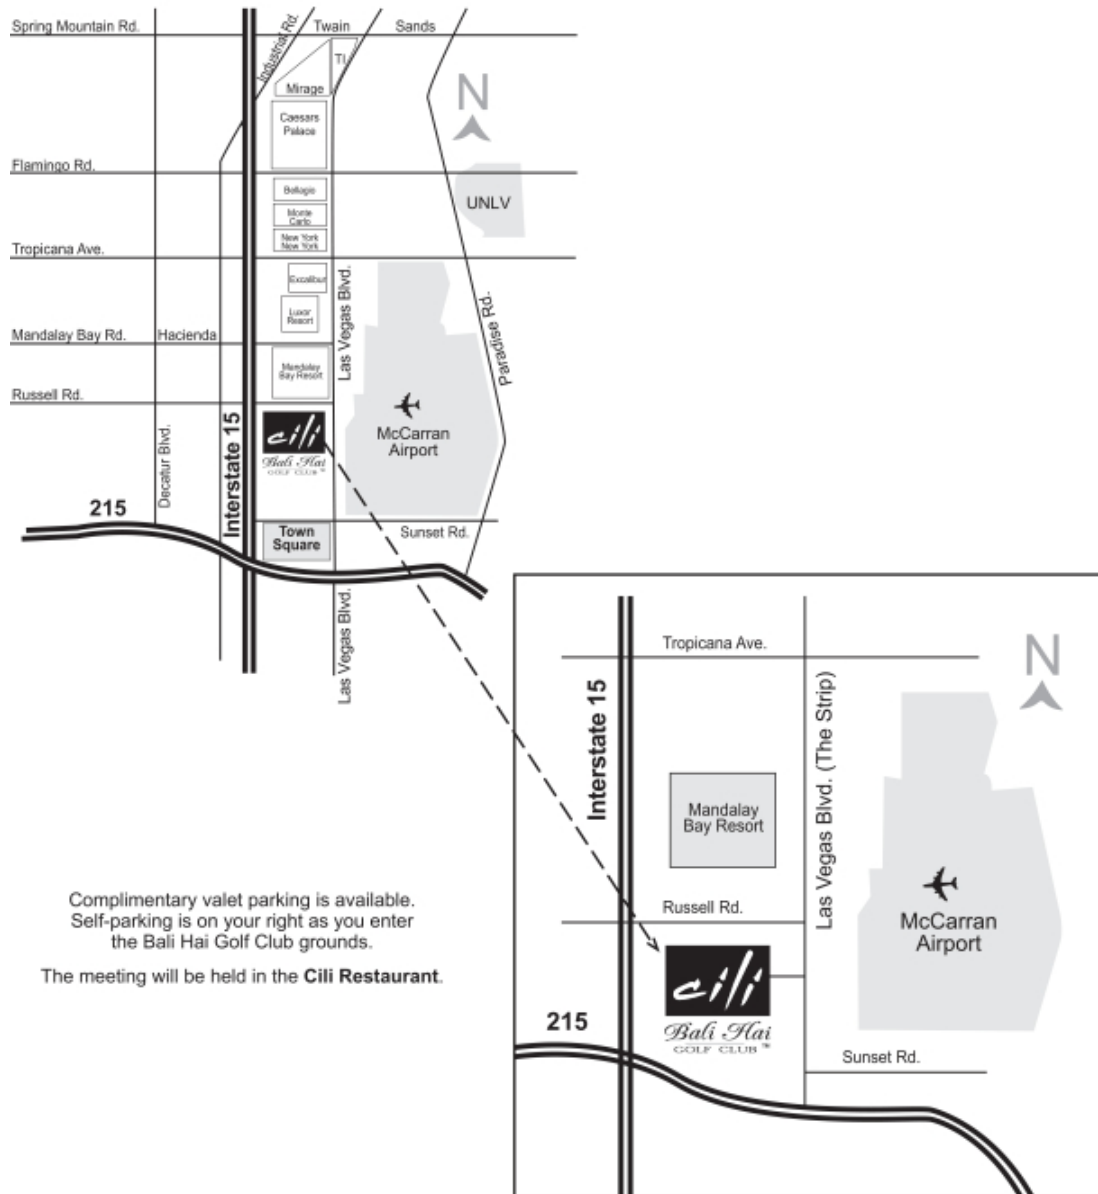 Spring Mountain Rd.
Industrial Rd.
Twain
Sands
TI
Mirage
N
Caesars
Palace
Flamingo Rd.
Bellagio
UNLV
Monte
Carlo
New York
New York
Tropicana Ave.
Excalibur
Las Vegas Blvd.
Paradise Rd.
Luxor
Resort
Mandalay Bay Rd.
Hacienda
Mandalay
Bay Resort
Russell Rd.
cili
Bali Hai
GOLF CLUB™
McCarran
Airport
Decatur Blvd.
Interstate 15
215
Town
Square
Sunset Rd.
Las Vegas Blvd.
Tropicana Ave.
N
Interstate 15
Las Vegas Blvd. (The Strip)
Mandalay
Bay Resort
Russell Rd.
McCarran
Airport
cili
Bali Hai
GOLF CLUB™
215
Sunset Rd.
Complimentary valet parking is available.
Self-parking is on your right as you enter
the Bali Hai Golf Club grounds.
The meeting will be held in the Cili Restaurant.